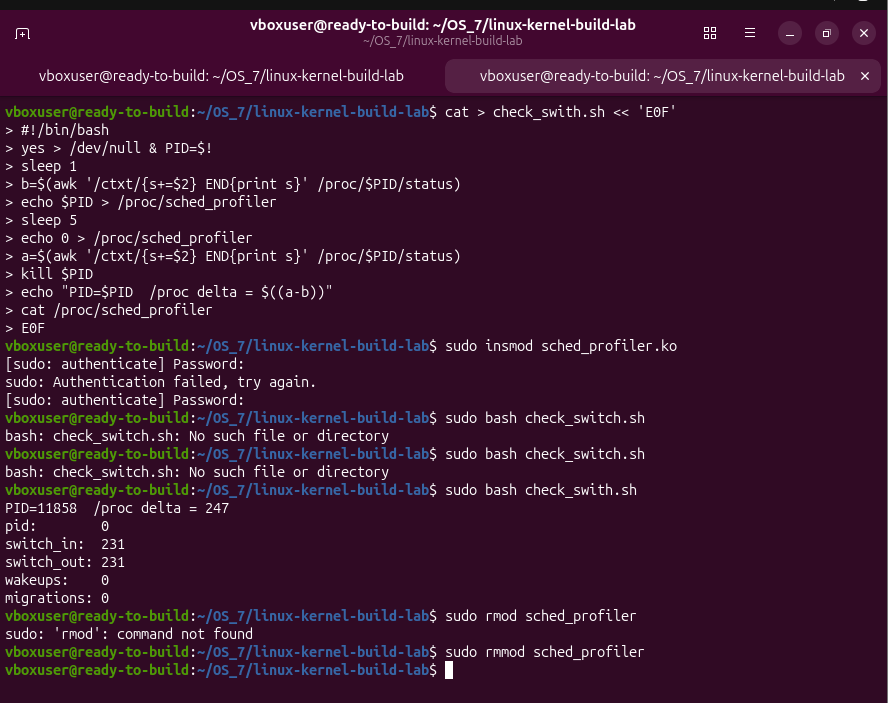 vboxuser@ready-to-build: ~/OS_7/linux-kernel-build-lab
~/OS_7/linux-kernel-build-lab
vboxuser@ready-to-build: ~/OS_7/linux-kernel-build-lab
vboxuser@ready-to-build: ~/OS_7/linux-kernel-build-lab
vboxuser@ready-to-build:~/OS_7/linux-kernel-build-lab$ cat > check_swith.sh << 'E0F'
> #!/bin/bash
> yes > /dev/null & PID=$!
> sleep 1
> b=$(awk '/ctxt/{s+=$2} END{print s}' /proc/$PID/status)
> echo $PID > /proc/sched_profiler
> sleep 5
> echo 0 > /proc/sched_profiler
> a=$(awk '/ctxt/{s+=$2} END{print s}' /proc/$PID/status)
> kill $PID
> echo "PID=$PID  /proc delta = $((a-b))"
> cat /proc/sched_profiler
> E0F
vboxuser@ready-to-build:~/OS_7/linux-kernel-build-lab$ sudo insmod sched_profiler.ko
[sudo: authenticate] Password:
sudo: Authentication failed, try again.
[sudo: authenticate] Password:
vboxuser@ready-to-build:~/OS_7/linux-kernel-build-lab$ sudo bash check_switch.sh
bash: check_switch.sh: No such file or directory
vboxuser@ready-to-build:~/OS_7/linux-kernel-build-lab$ sudo bash check_switch.sh
bash: check_switch.sh: No such file or directory
vboxuser@ready-to-build:~/OS_7/linux-kernel-build-lab$ sudo bash check_swith.sh
PID=11858  /proc delta = 247
pid:        0
switch_in:  231
switch_out: 231
wakeups:    0
migrations: 0
vboxuser@ready-to-build:~/OS_7/linux-kernel-build-lab$ sudo rmod sched_profiler
sudo: 'rmod': command not found
vboxuser@ready-to-build:~/OS_7/linux-kernel-build-lab$ sudo rmmod sched_profiler
vboxuser@ready-to-build:~/OS_7/linux-kernel-build-lab$